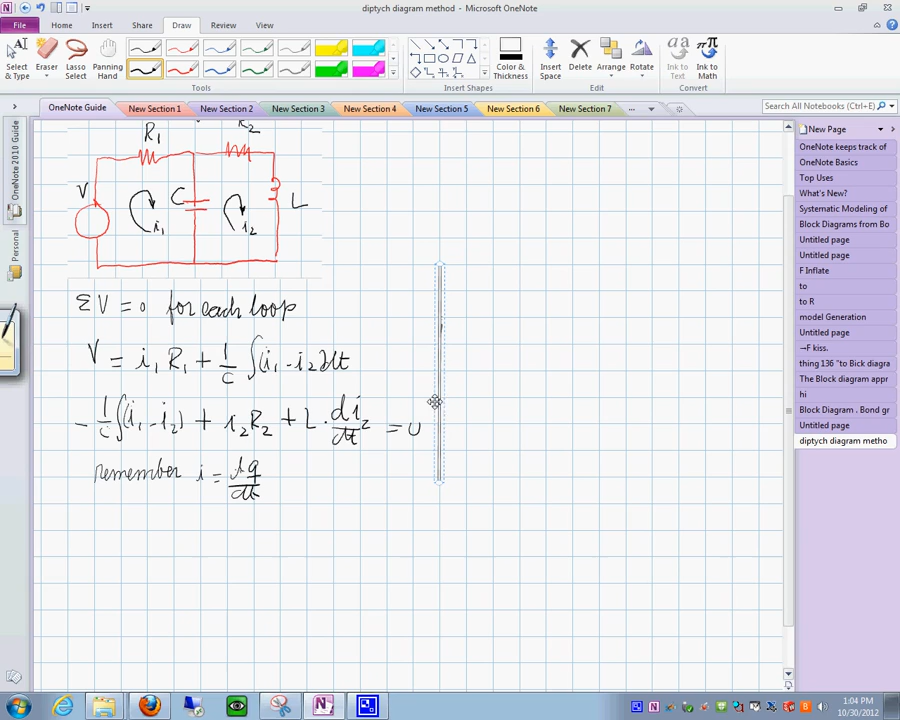 diptych diagram method - Microsoft OneNote
File Home Insert Share Draw Review View
Select & Type
Eraser
Lasso Select
Panning Hand
Color & Thickness
Insert Space
Delete
Arrange
Rotate
Ink to Text
Ink to Math
Tools Insert Shapes Edit Convert
OneNote Guide New Section 1 New Section 2 New Section 3 New Section 4 New Section 5 New Section 6 New Section 7 ...
Search All Notebooks (Ctrl+E)
OneNote 2010 Guide
Personal
R₁ R₂
V C L
i₁ i₂
ΣV = 0 for each loop
V = i₁R₁ + 1/C ∫(i₁ - i₂)dt
- 1/C ∫(i₁ - i₂) + i₂R₂ + L · di₂/dt = 0
remember i = dq/dt
New Page
OneNote keeps track of
OneNote Basics
Top Uses
What's New?
Systematic Modeling of
Block Diagrams from Bo
Untitled page
Untitled page
F Inflate
to
to R
model Generation
Untitled page
→F kiss.
thing 136 "to Bick diagra
The Block diagram appr
hi
Block Diagram . Bond gr
Untitled page
diptych diagram metho
1:04 PM
10/30/2012